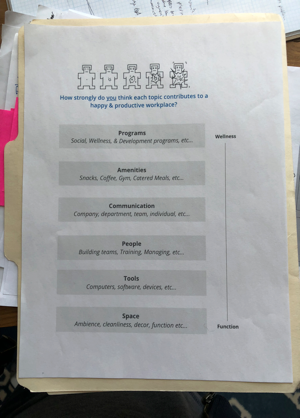 How strongly do you think each topic contributes to a
happy & productive workplace?
Programs
Social, Wellness, & Development programs, etc...
Wellness
Amenities
Snacks, Coffee, Gym, Catered Meals, etc...
Communication
Company, department, team, individual, etc...
People
Building teams, Training, Managing, etc...
Tools
Computers, software, devices, etc...
Space
Ambience, cleanliness, decor, function etc...
Function